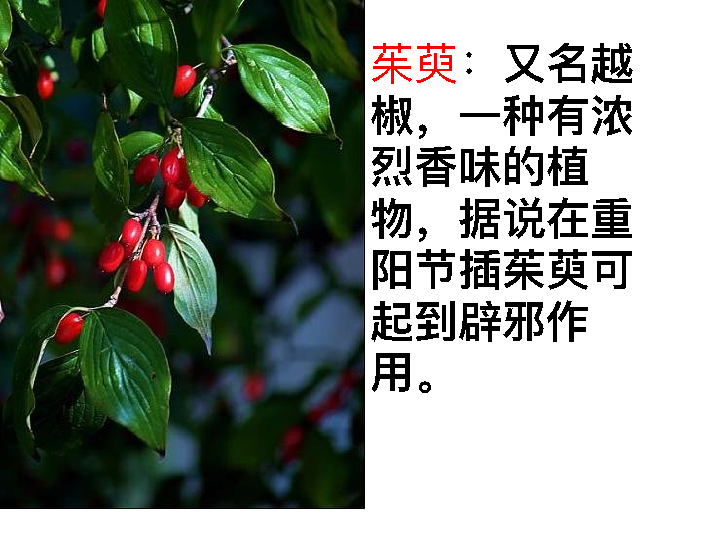 茱萸：又名越
椒，一种有浓
烈香味的植
物，据说在重
阳节插茱萸可
起到辟邪作
用。